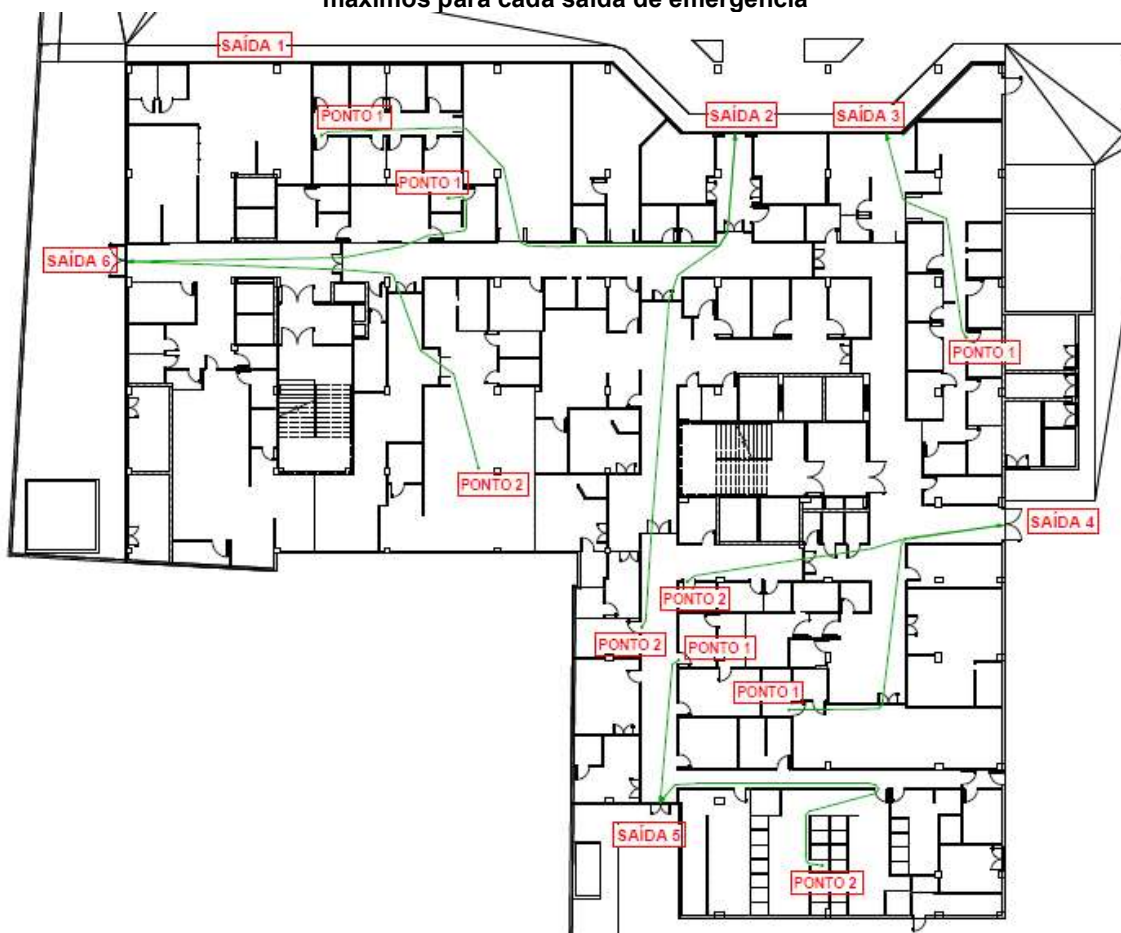 máximos para cada saída de emergência
SAÍDA 1
PONTO 1
SAÍDA 2
SAÍDA 3
PONTO 1
SAÍDA 6
PONTO 1
PONTO 2
SAÍDA 4
PONTO 2
PONTO 2
PONTO 1
PONTO 1
SAÍDA 5
PONTO 2